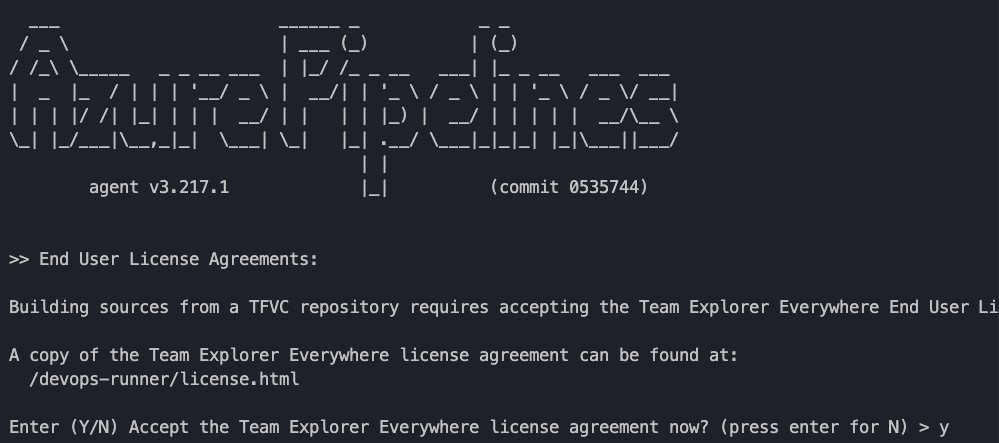 AzurePipelines
agent v3.217.1 (commit 0535744)
>> End User License Agreements:
Building sources from a TFVC repository requires accepting the Team Explorer Everywhere End User Li
A copy of the Team Explorer Everywhere license agreement can be found at:
/devops-runner/license.html
Enter (Y/N) Accept the Team Explorer Everywhere license agreement now? (press enter for N) > y